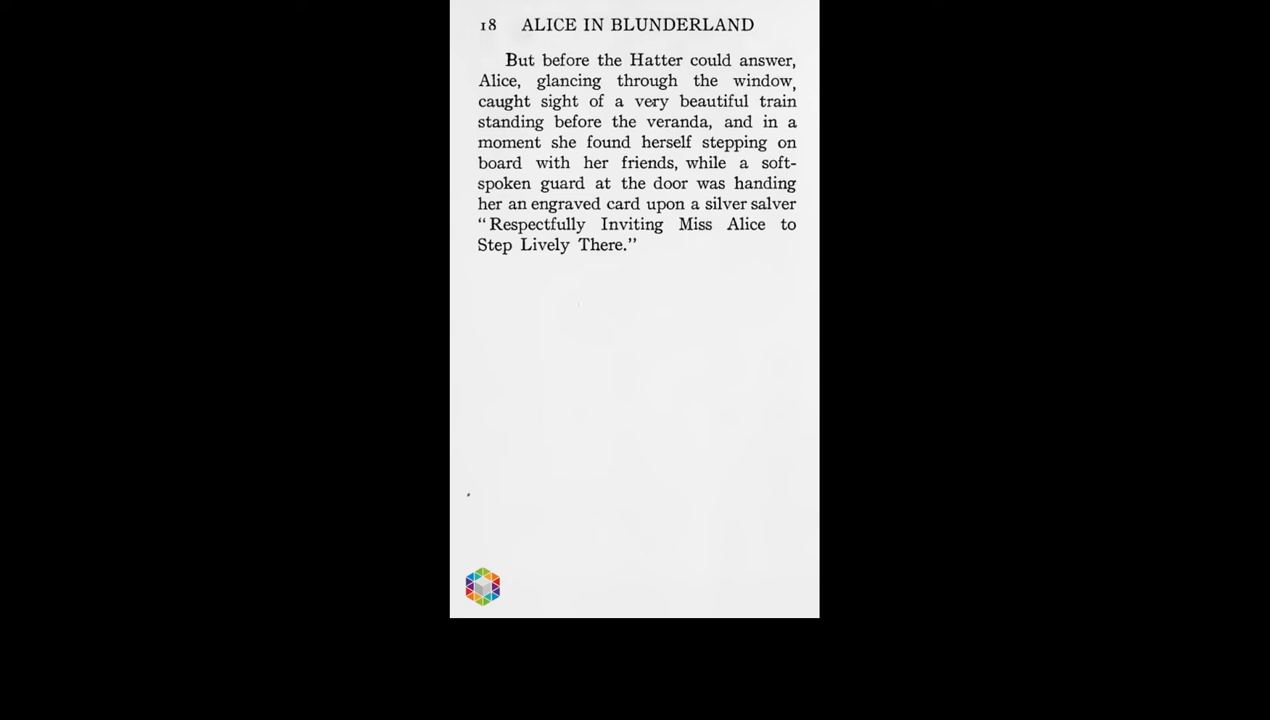 18 ALICE IN BLUNDERLAND
But before the Hatter could answer,
Alice, glancing through the window,
caught sight of a very beautiful train
standing before the veranda, and in a
moment she found herself stepping on
board with her friends, while a soft-
spoken guard at the door was handing
her an engraved card upon a silver salver
“Respectfully Inviting Miss Alice to
Step Lively There.”